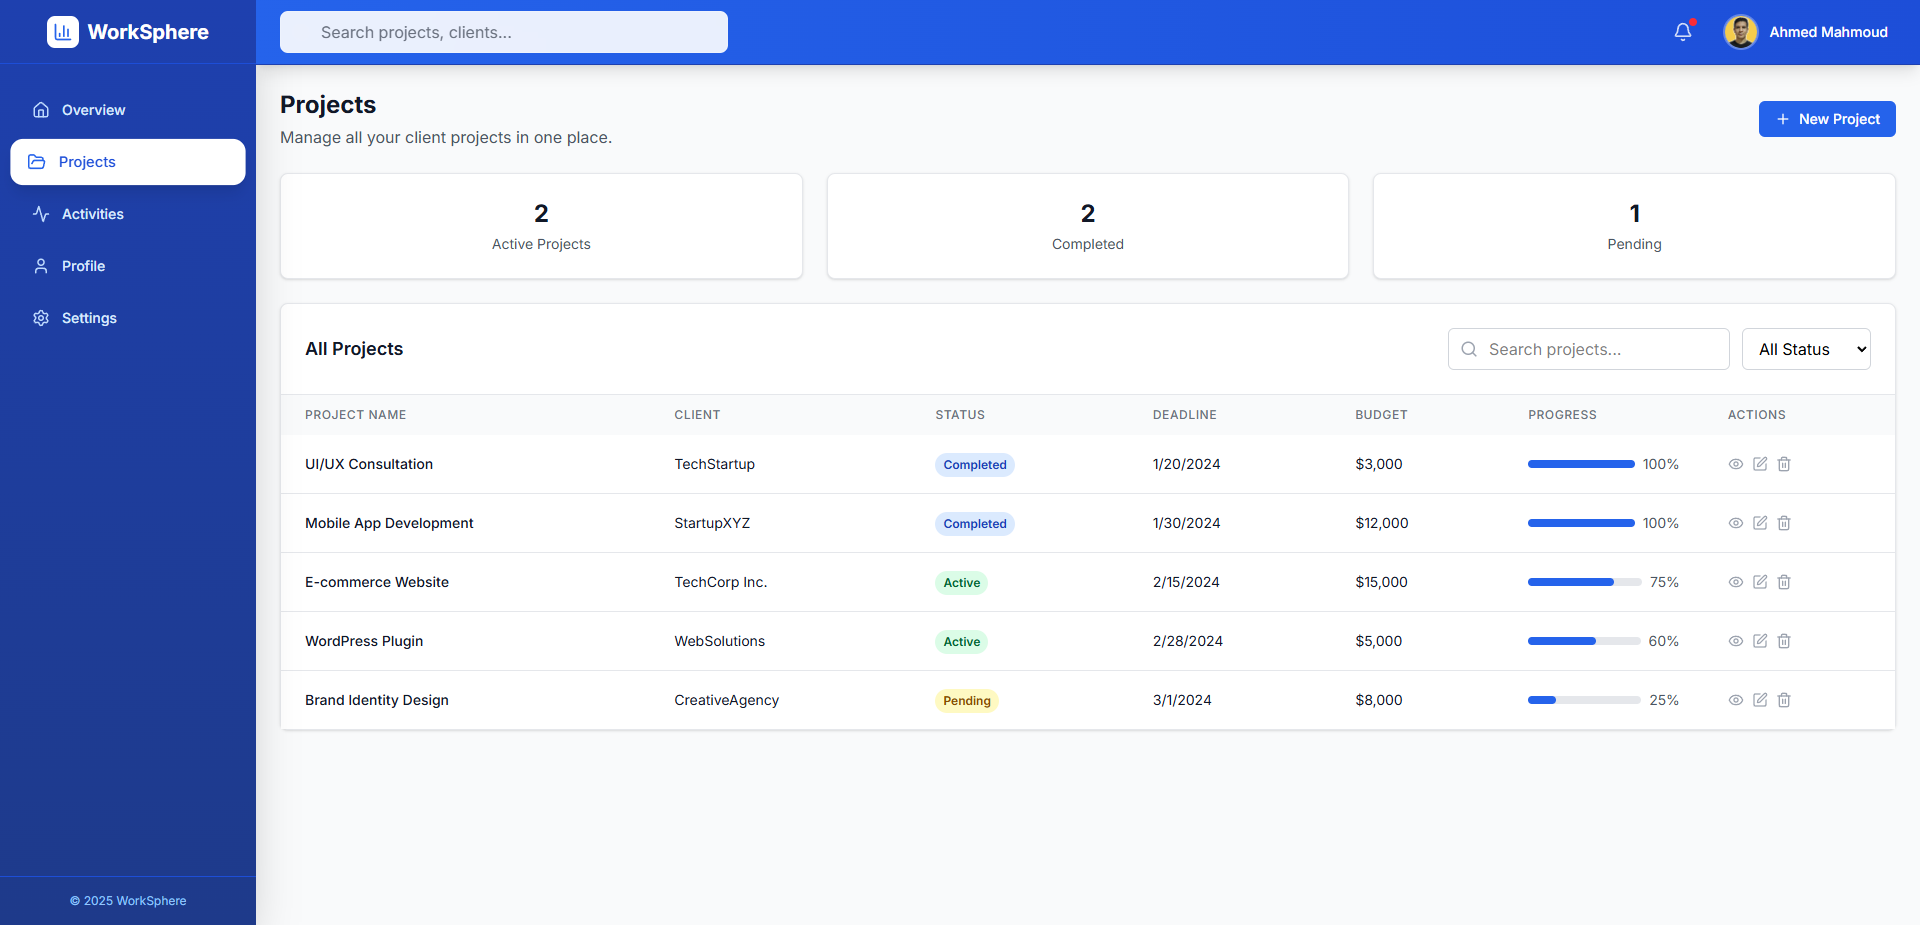 WorkSphere
Search projects, clients...
Ahmed Mahmoud
Overview
Projects
Activities
Profile
Settings
© 2025 WorkSphere
Projects
Manage all your client projects in one place.
New Project
2
Active Projects
2
Completed
1
Pending
All Projects
Search projects...
All Status
PROJECT NAME CLIENT STATUS DEADLINE BUDGET PROGRESS ACTIONS
UI/UX Consultation TechStartup Completed 1/20/2024 $3,000 100%
Mobile App Development StartupXYZ Completed 1/30/2024 $12,000 100%
E-commerce Website TechCorp Inc. Active 2/15/2024 $15,000 75%
WordPress Plugin WebSolutions Active 2/28/2024 $5,000 60%
Brand Identity Design CreativeAgency Pending 3/1/2024 $8,000 25%